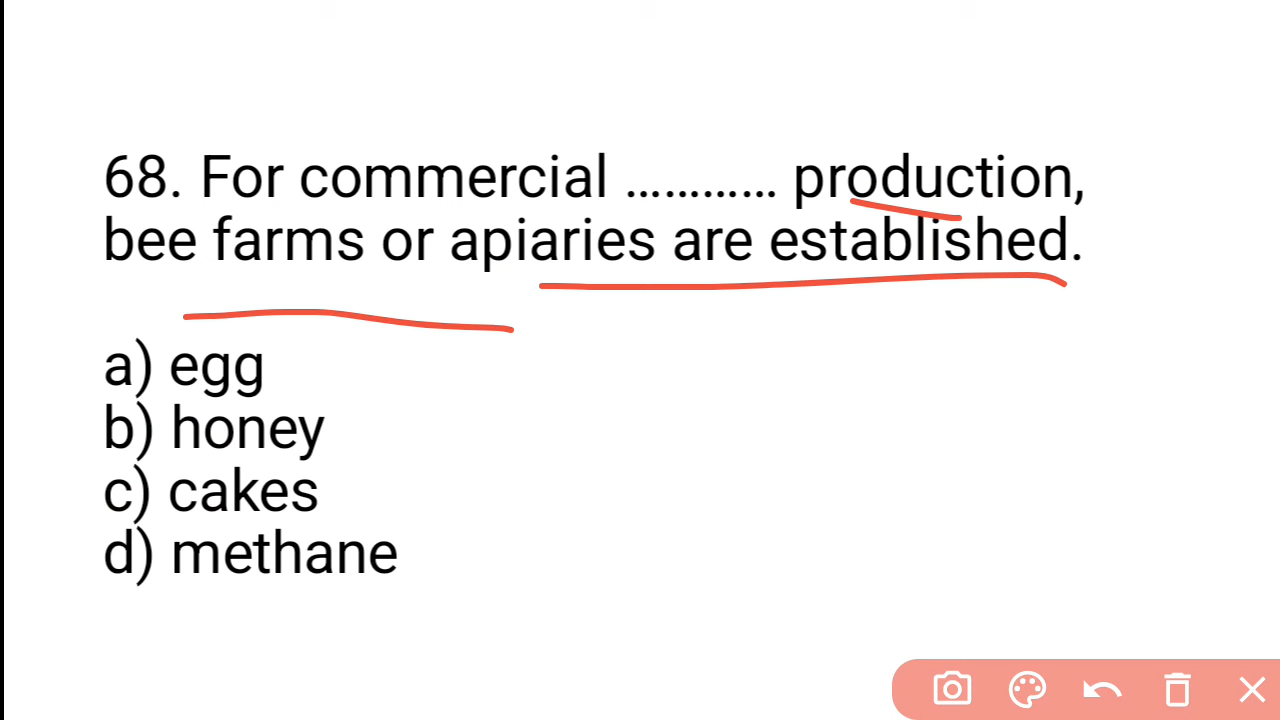 68. For commercial ............ production,
bee farms or apiaries are established.
a) egg
b) honey
c) cakes
d) methane